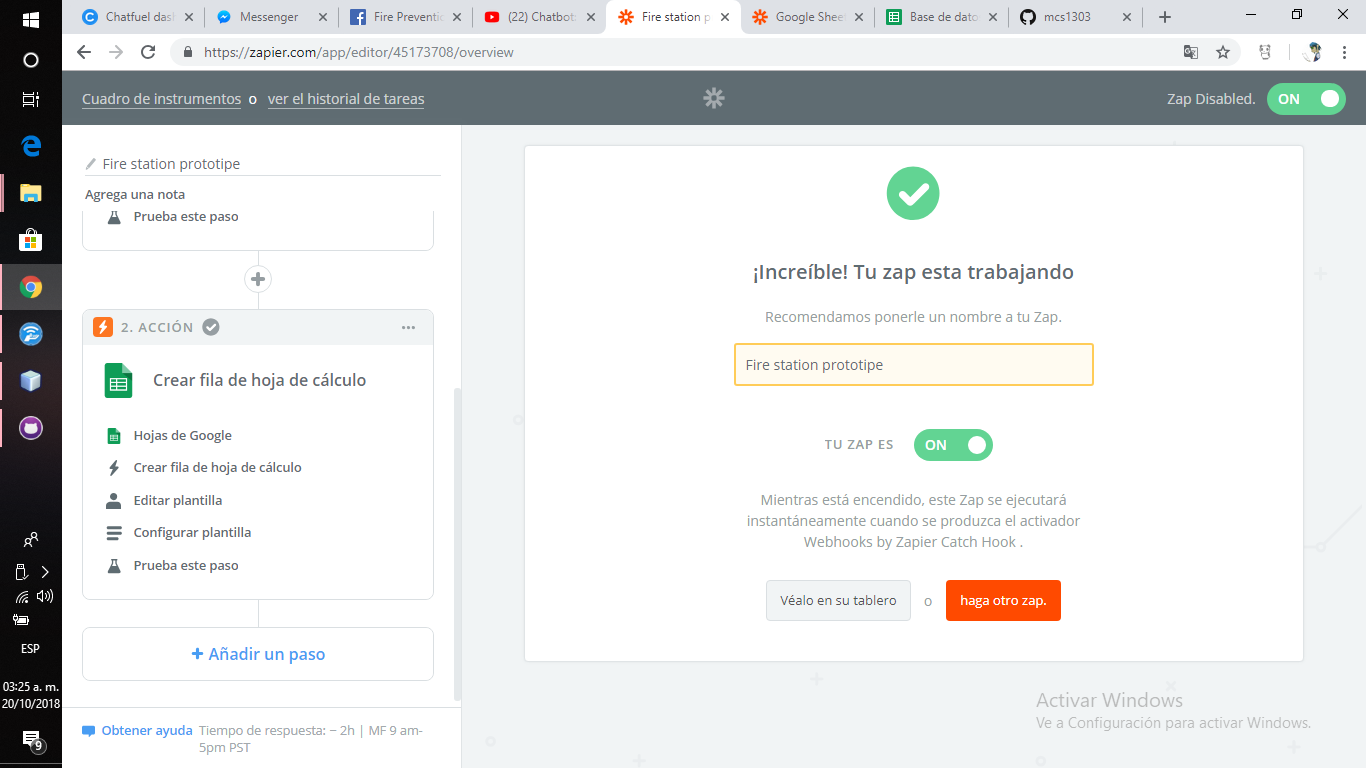 Chatfuel das
Messenger
Fire Preventic
(22) Chatbot
Fire station p
Google Shee
Base de dato
mcs1303
https://zapier.com/app/editor/45173708/overview
Cuadro de instrumentos o ver el historial de tareas
Zap Disabled. ON
Fire station prototipe
Agrega una nota
Prueba este paso
2. ACCIÓN
Crear fila de hoja de cálculo
Hojas de Google
Crear fila de hoja de cálculo
Editar plantilla
Configurar plantilla
Prueba este paso
+ Añadir un paso
Obtener ayuda Tiempo de respuesta: ~ 2h | MF 9 am-
5pm PST
¡Increíble! Tu zap esta trabajando
Recomendamos ponerle un nombre a tu Zap.
Fire station prototipe
TU ZAP ES ON
Mientras está encendido, este Zap se ejecutará
instantáneamente cuando se produzca el activador
Webhooks by Zapier Catch Hook .
Véalo en su tablero o haga otro zap.
Activar Windows
Ve a Configuración para activar Windows.
ESP
03:25 a. m.
20/10/2018
9